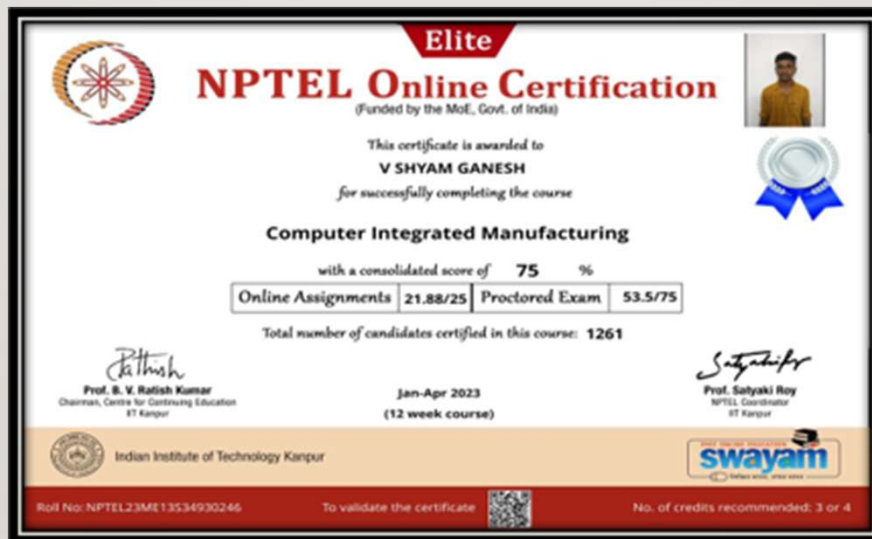 Elite
NPTEL Online Certification
(Funded by the MoE, Govt. of India)
This certificate is awarded to
V SHYAM GANESH
for successfully completing the course
Computer Integrated Manufacturing
with a consolidated score of 75 %
Online Assignments 21.88/25 Proctored Exam 53.5/75
Total number of candidates certified in this course: 1261
Prof. B. V. Ratish Kumar
Chairman, Centre for Continuing Education
IIT Kanpur
Jan-Apr 2023
(12 week course)
Prof. Satyaki Roy
NPTEL Coordinator
IIT Kanpur
Indian Institute of Technology Kanpur
FREE ONLINE EDUCATION
swayam
Roll No: NPTEL23ME13S34930246 To validate the certificate No. of credits recommended: 3 or 4